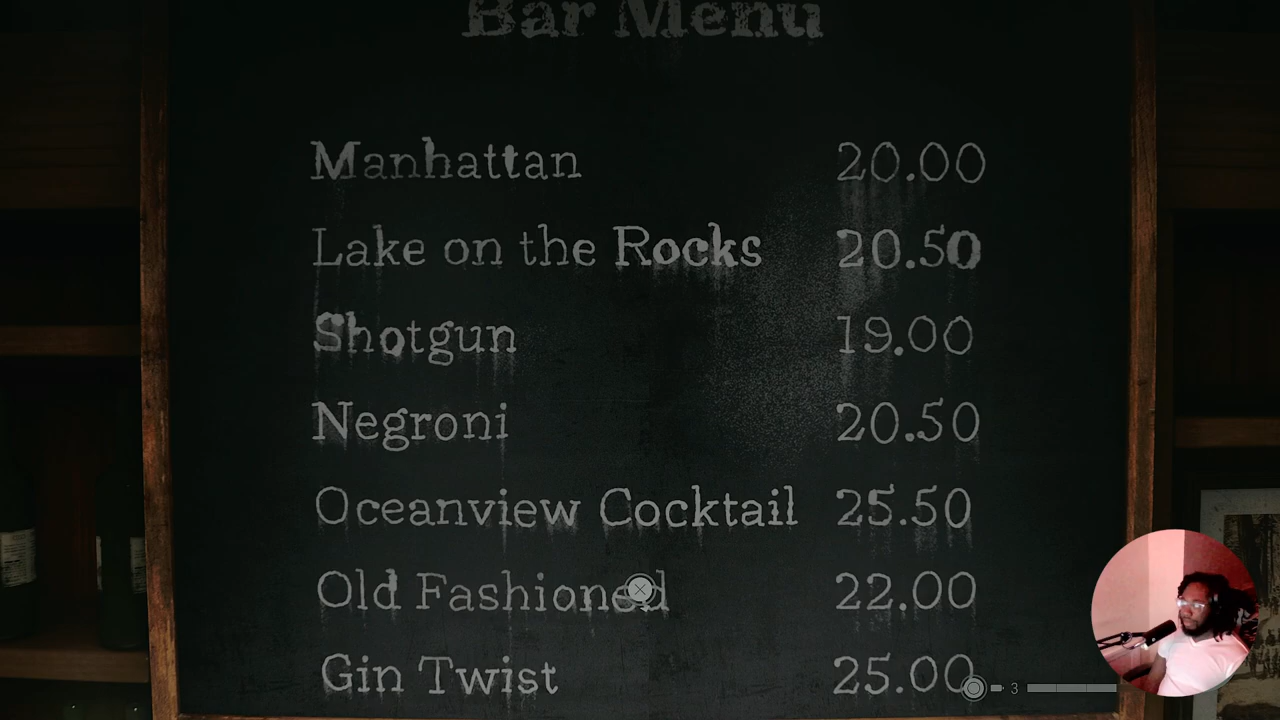 Bar Menu
Manhattan 20.00
Lake on the Rocks 20.50
Shotgun 19.00
Negroni 20.50
Oceanview Cocktail 25.50
Old Fashioned 22.00
Gin Twist 25.00
3